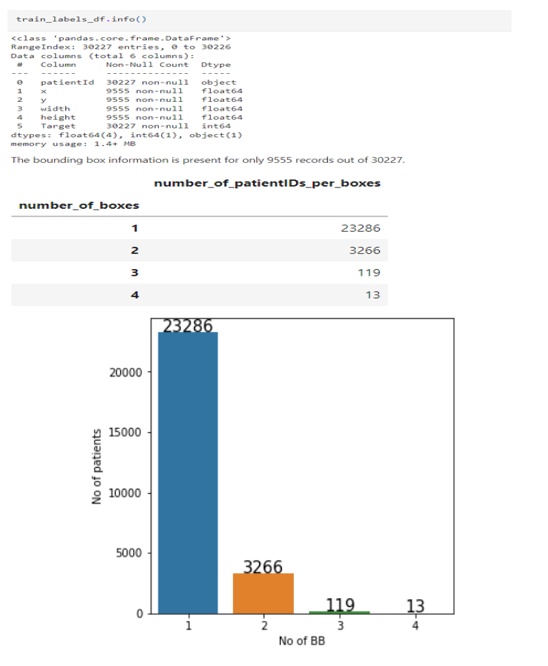 train_labels_df.info()
<class 'pandas.core.frame.DataFrame'>
RangeIndex: 30227 entries, 0 to 30226
Data columns (total 6 columns):
# Column Non-Null Count Dtype
--- ------ -------------- -----
0 patientId 30227 non-null object
1 x 9555 non-null float64
2 y 9555 non-null float64
3 width 9555 non-null float64
4 height 9555 non-null float64
5 Target 30227 non-null int64
dtypes: float64(4), int64(1), object(1)
memory usage: 1.4+ MB
The bounding box information is present for only 9555 records out of 30227.
number_of_patientIDs_per_boxes
number_of_boxes
1 23286
2 3266
3 119
4 13
23286
20000
15000
10000
5000
0
No of patients
3266
119
13
1 2 3 4
No of BB